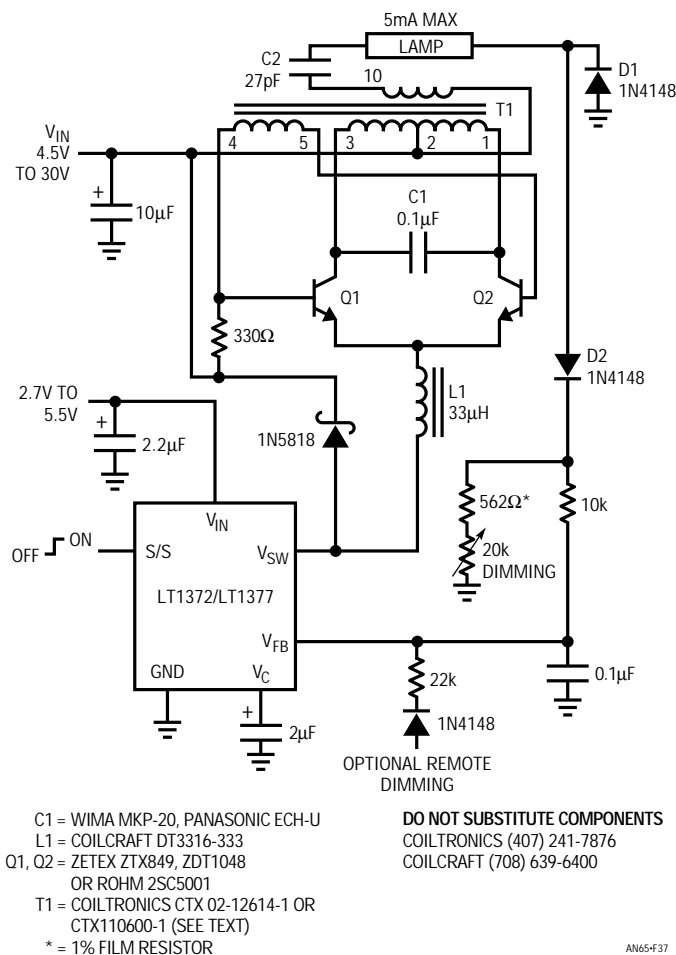 5mA MAX
LAMP
C2
27pF
10
D1
1N4148
T1
VIN
4.5V
TO 30V
4
5
3
2
1
+
10µF
C1
0.1µF
Q1
Q2
330Ω
D2
1N4148
L1
33µH
2.7V TO
5.5V
+
2.2µF
1N5818
562Ω*
10k
20k
DIMMING
VIN
OFF
ON
S/S
VSW
LT1372/LT1377
VFB
GND
VC
22k
0.1µF
+
2µF
1N4148
OPTIONAL REMOTE
DIMMING
C1 = WIMA MKP-20, PANASONIC ECH-U
L1 = COILCRAFT DT3316-333
Q1, Q2 = ZETEX ZTX849, ZDT1048
OR ROHM 2SC5001
T1 = COILTRONICS CTX 02-12614-1 OR
CTX110600-1 (SEE TEXT)
* = 1% FILM RESISTOR
DO NOT SUBSTITUTE COMPONENTS
COILTRONICS (407) 241-7876
COILCRAFT (708) 639-6400
AN65•F37